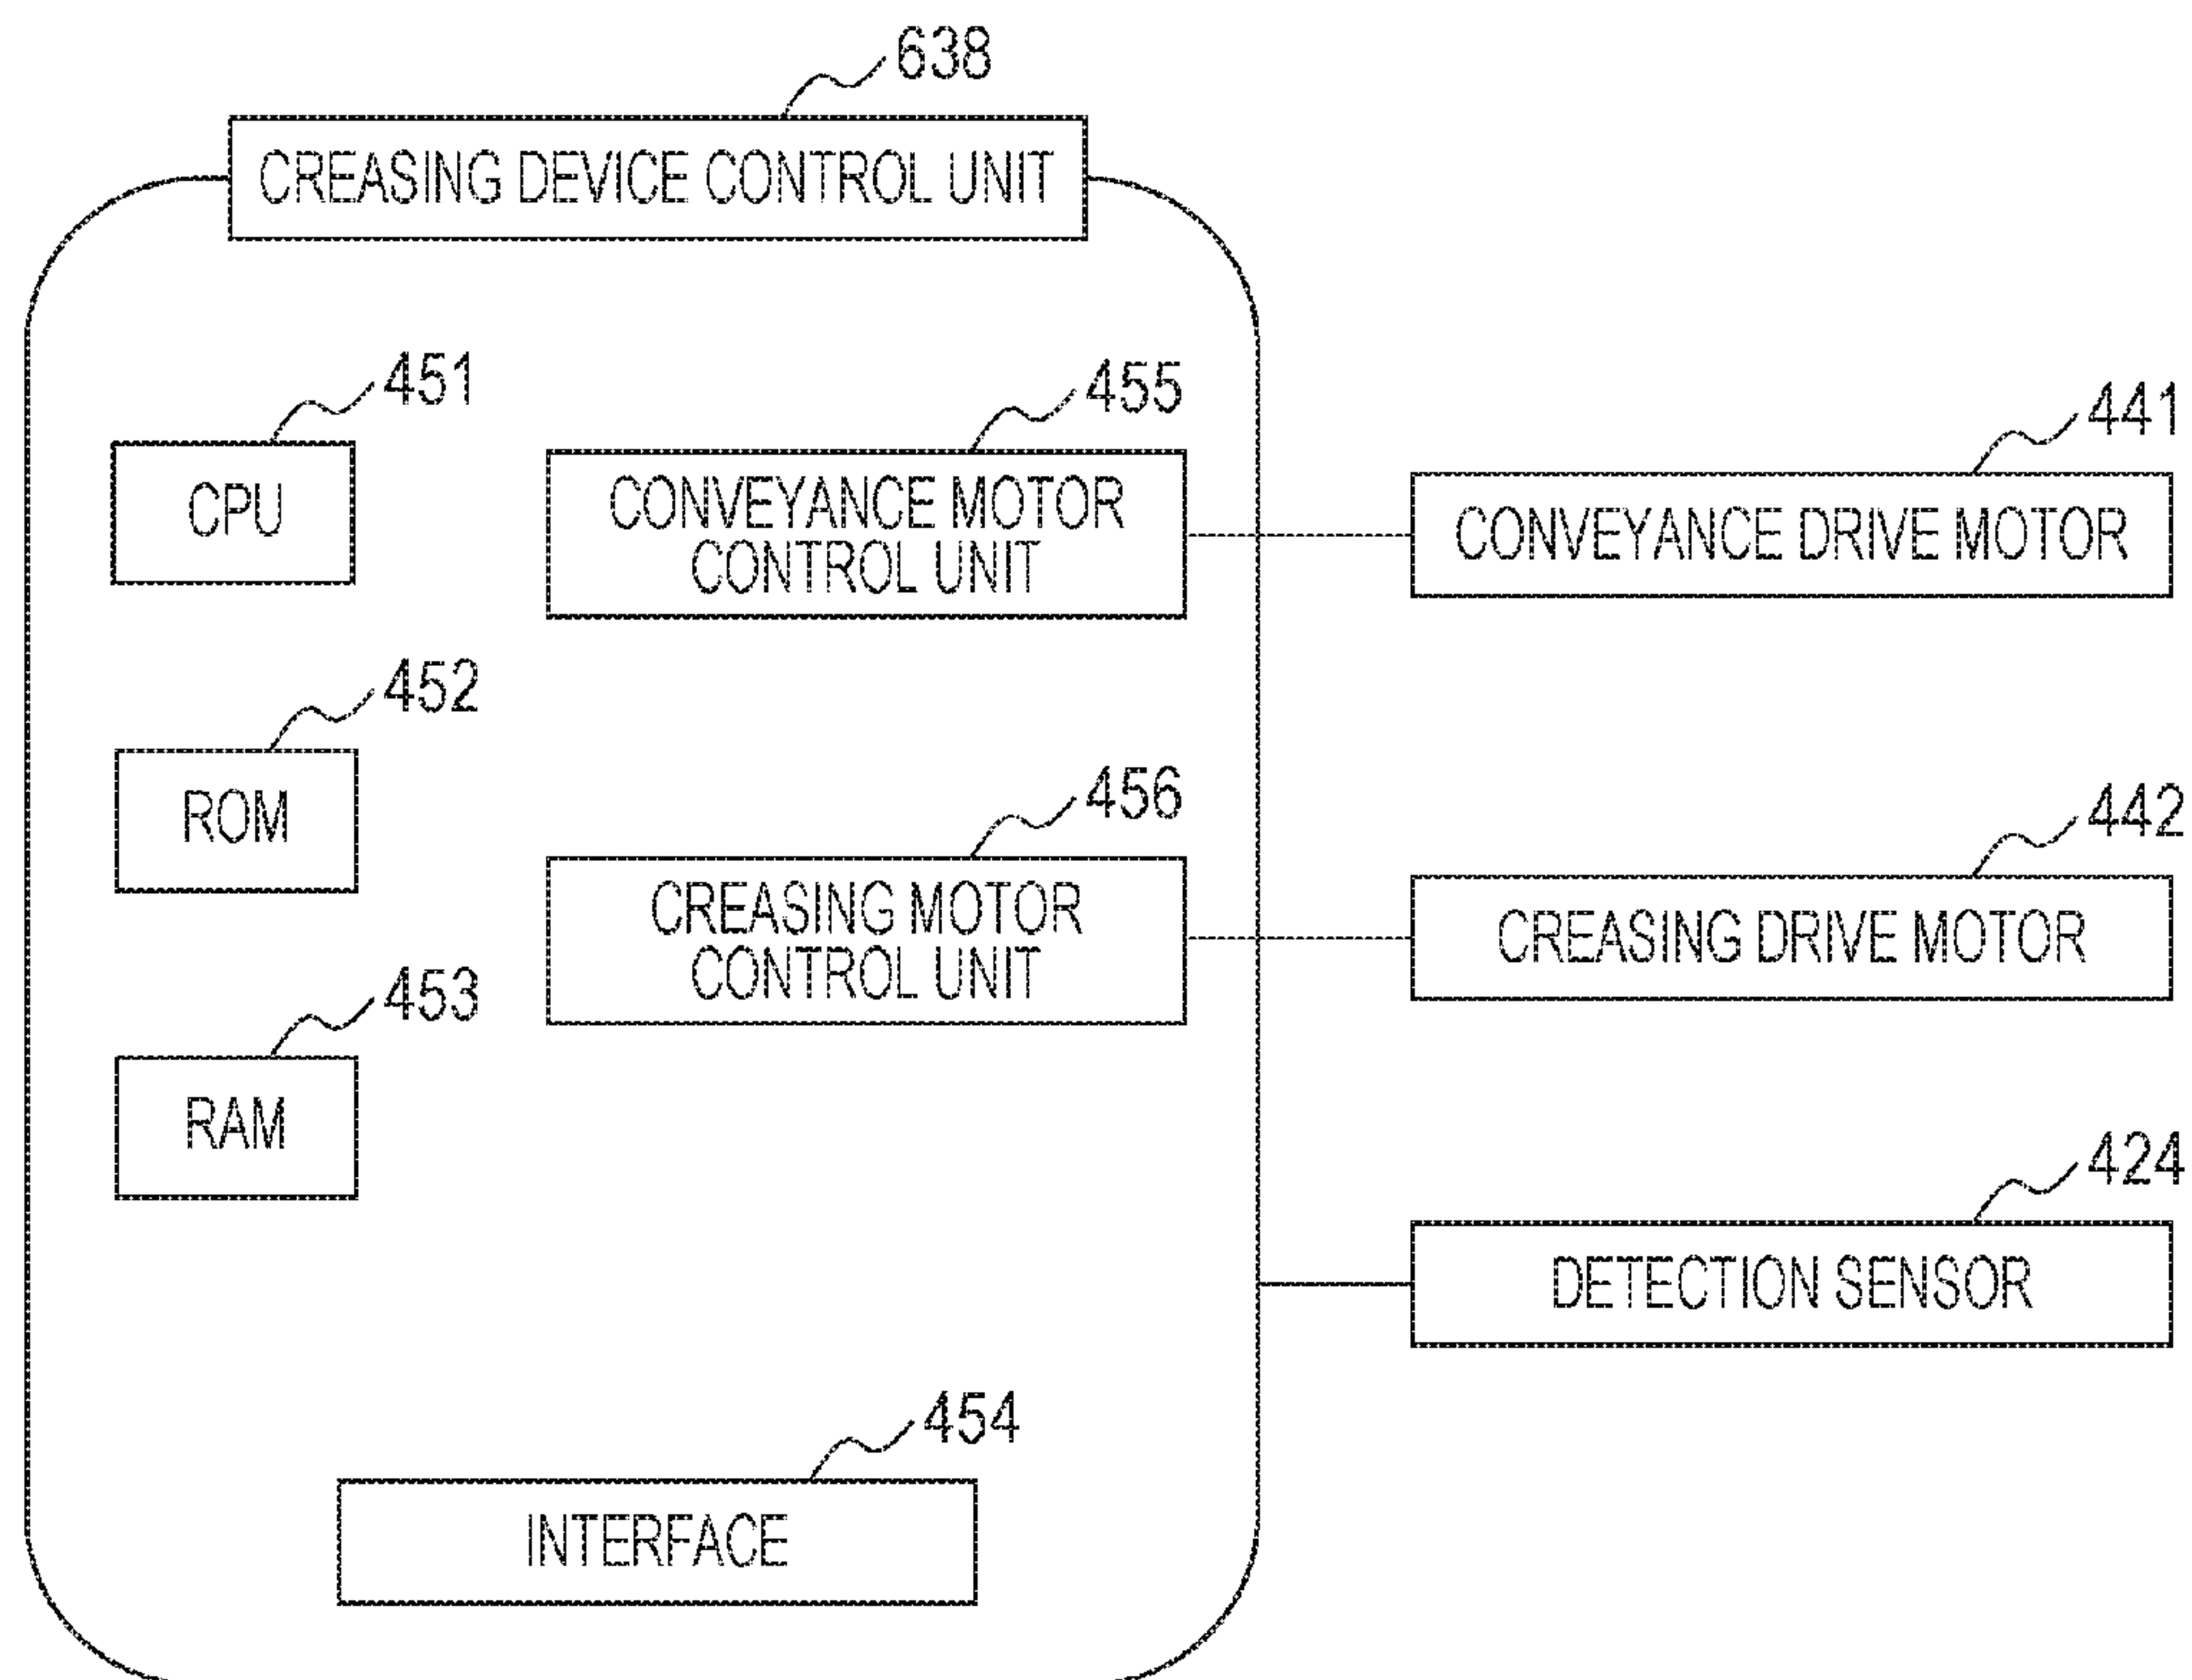 638
CREASING DEVICE CONTROL UNIT
451
CPU
455
CONVEYANCE MOTOR
CONTROL UNIT
441
CONVEYANCE DRIVE MOTOR
452
ROM
456
CREASING MOTOR
CONTROL UNIT
442
CREASING DRIVE MOTOR
453
RAM
424
DETECTION SENSOR
454
INTERFACE